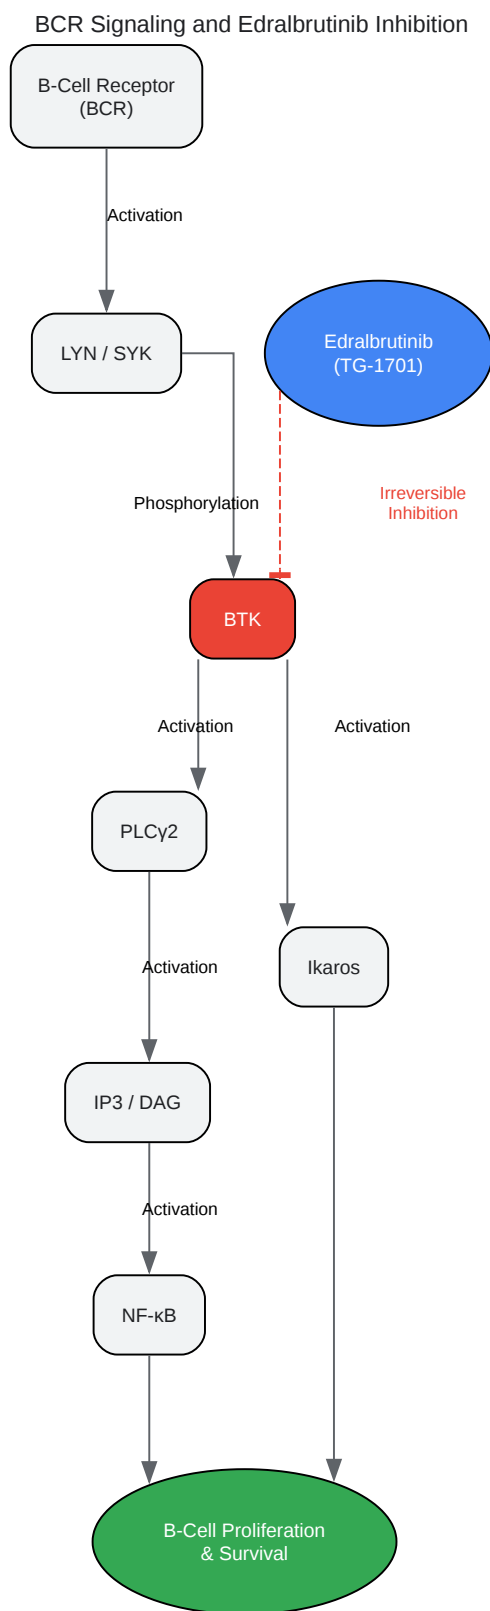 BCR Signaling and Edralbrutinib Inhibition
B-Cell Receptor
(BCR)
Activation
LYN / SYK
Edralbrutinib
(TG-1701)
Phosphorylation
Irreversible
Inhibition
BTK
Activation
Activation
PLCγ2
Activation
Ikaros
IP3 / DAG
Activation
NF-κB
B-Cell Proliferation
& Survival